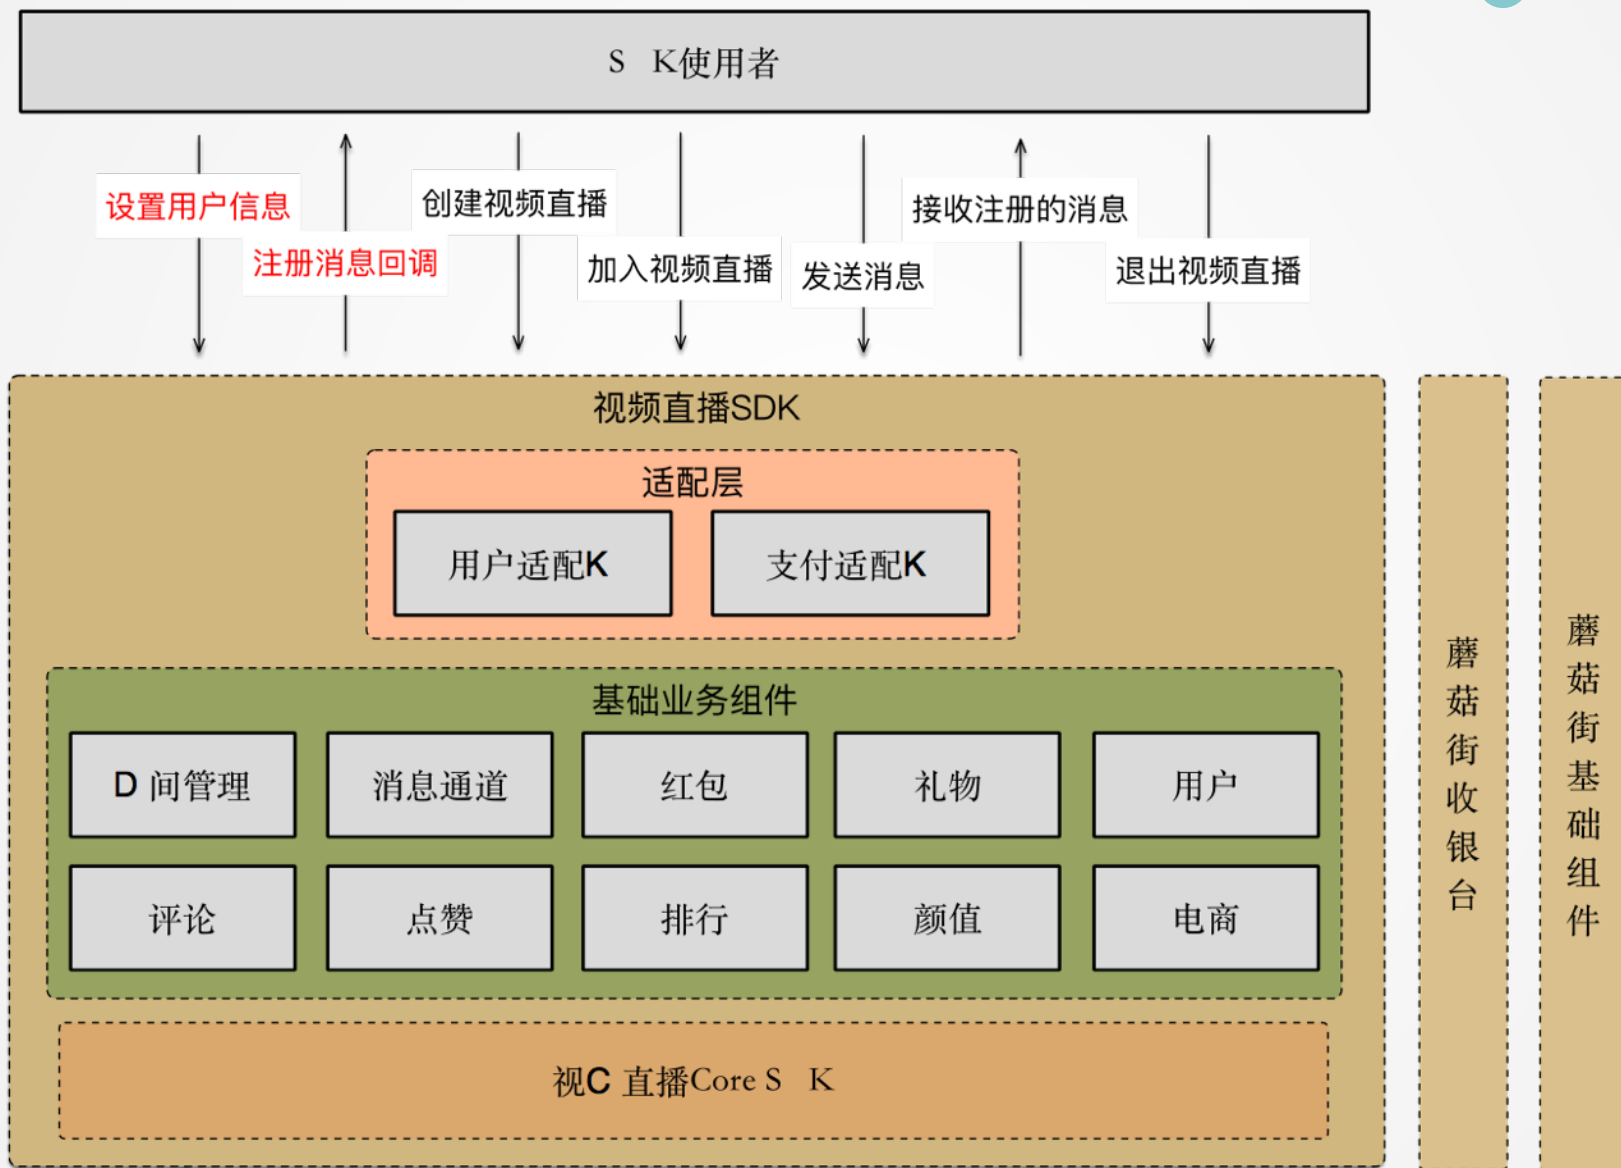 S K使用者
设置用户信息
注册消息回调
创建视频直播
加入视频直播
发送消息
接收注册的消息
退出视频直播
视频直播SDK
适配层
用户适配K
支付适配K
基础业务组件
D 间管理
消息通道
红包
礼物
用户
评论
点赞
排行
颜值
电商
视C 直播Core S K
蘑菇街收银台
蘑菇街基础组件